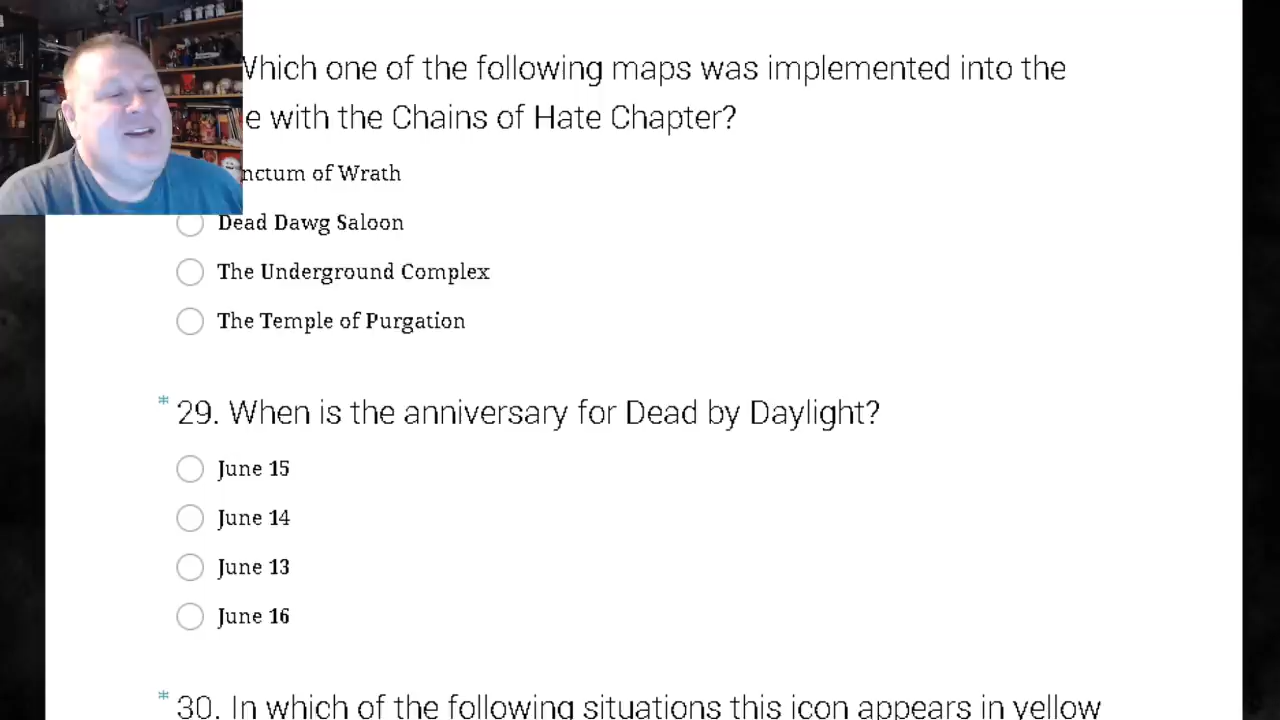 which one of the following maps was implemented into the
e with the Chains of Hate Chapter?
nctum of Wrath
Dead Dawg Saloon
The Underground Complex
The Temple of Purgation
* 29. When is the anniversary for Dead by Daylight?
June 15
June 14
June 13
June 16
* 30. In which of the following situations this icon appears in yellow